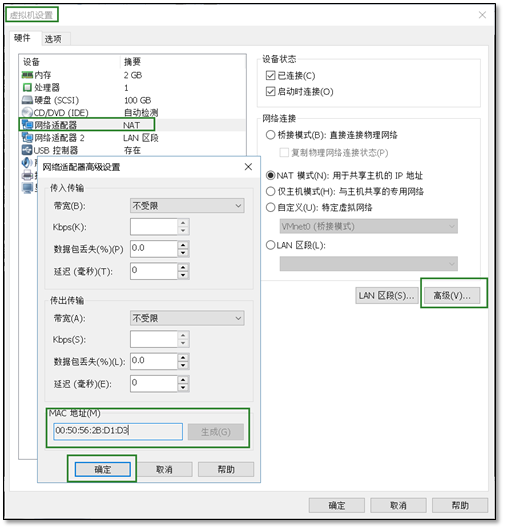 虚拟机设置
硬件 选项
设备 摘要
内存 2 GB
处理器 1
硬盘 (SCSI) 100 GB
CD/DVD (IDE) 自动检测
网络适配器 NAT
网络适配器 2 LAN 区段
USB 控制器 存在
设备状态
已连接(C)
启动时连接(O)
网络连接
桥接模式(B): 直接连接物理网络
复制物理网络连接状态(P)
NAT 模式(N): 用于共享主机的 IP 地址
仅主机模式(H): 与主机共享的专用网络
自定义(U): 特定虚拟网络
VMnet0 (桥接模式)
LAN 区段(L):
LAN 区段(S)... 高级(V)...
网络适配器高级设置
传入传输
带宽(B): 不受限
Kbps(K):
数据包丢失(%)(P) 0.0
延迟 (毫秒)(T): 0
传出传输
带宽(A): 不受限
Kbps(S):
数据包丢失(%)(L): 0.0
延迟 (毫秒)(E): 0
MAC 地址(M)
00:50:56:2B:D1:D3 生成(G)
确定 取消 帮助
确定 取消 帮助